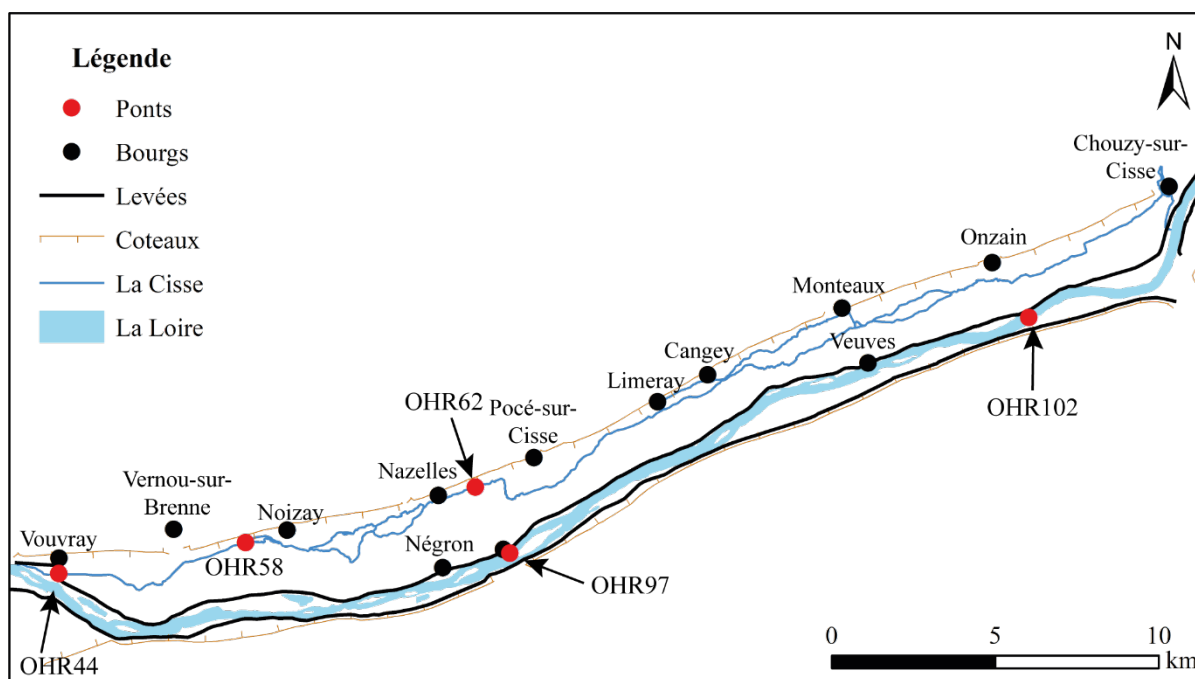 Légende
Ponts
Bourgs
Levées
Coteaux
La Cisse
La Loire
N
Chouzy-sur-
Cisse
Onzain
Monteaux
Veuves
Cangey
Limeray
OHR102
OHR62
Pocé-sur-
Cisse
Nazelles
Vernou-sur-
Brenne
Noizay
Vouvray
OHR58
Négron
OHR97
OHR44
0
5
10
km